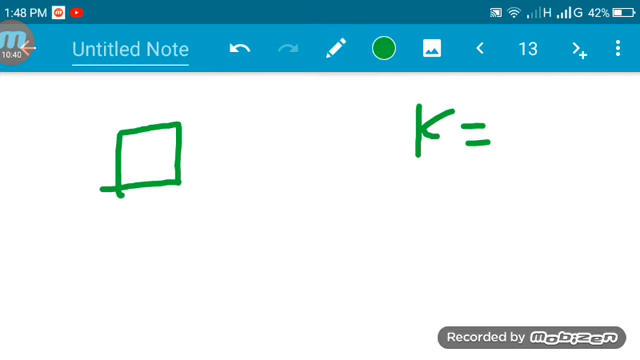 1:48 PM H G 42%
10:40
Untitled Note 13
K =
Recorded by mobizen